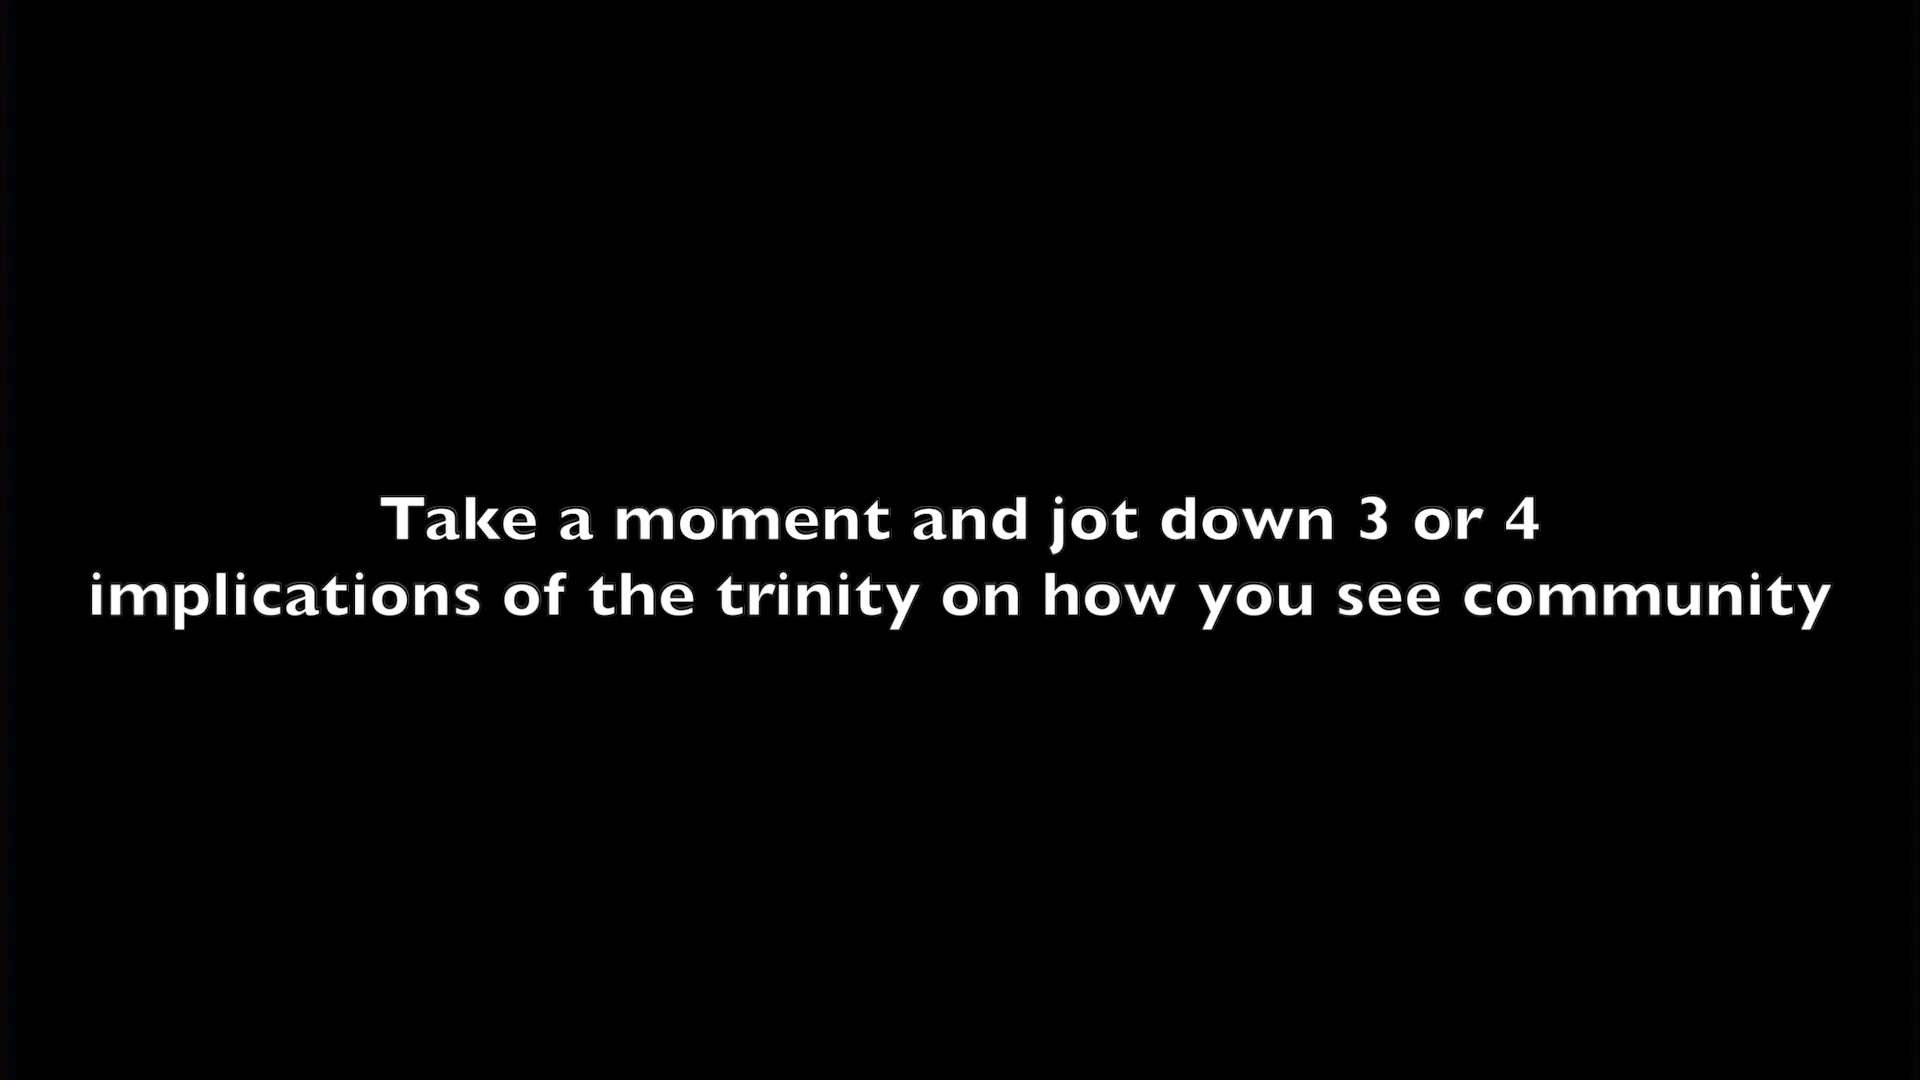 Take a moment and jot down 3 or 4
implications of the trinity on how you see community